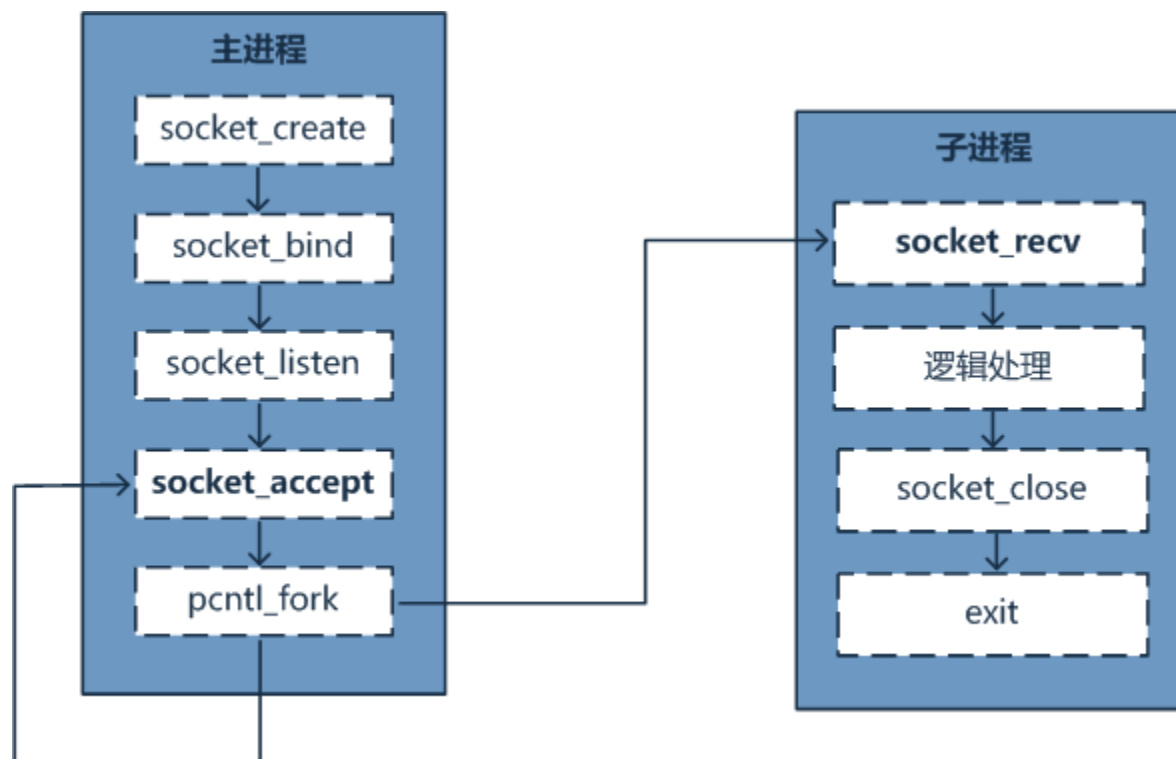 主进程
socket_create
socket_bind
socket_listen
socket_accept
pcntl_fork
子进程
socket_recv
逻辑处理
socket_close
exit